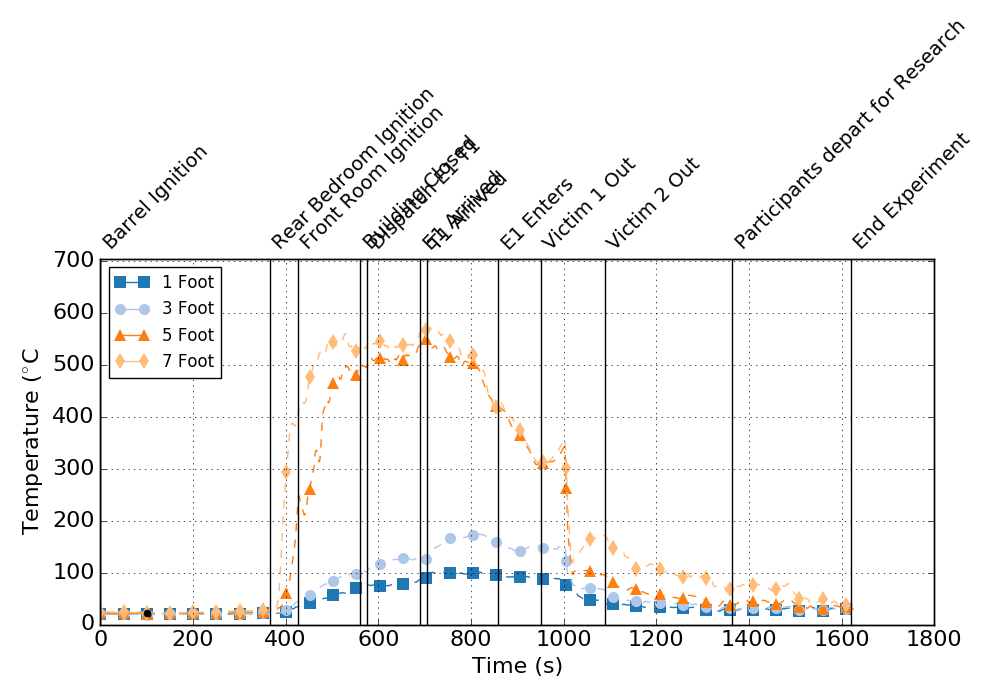 Barrel Ignition
Rear Bedroom Ignition
Front Room Ignition
Building Closed
Dispatch E1 T1
E1 Arrived
T1 Arrived
E1 Enters
Victim 1 Out
Victim 2 Out
Participants depart for Research
End Experiment
700
600
500
400
300
200
100
0
Temperature (°C
1 Foot
3 Foot
5 Foot
7 Foot
0 200 400 600 800 1000 1200 1400 1600 1800
Time (s)